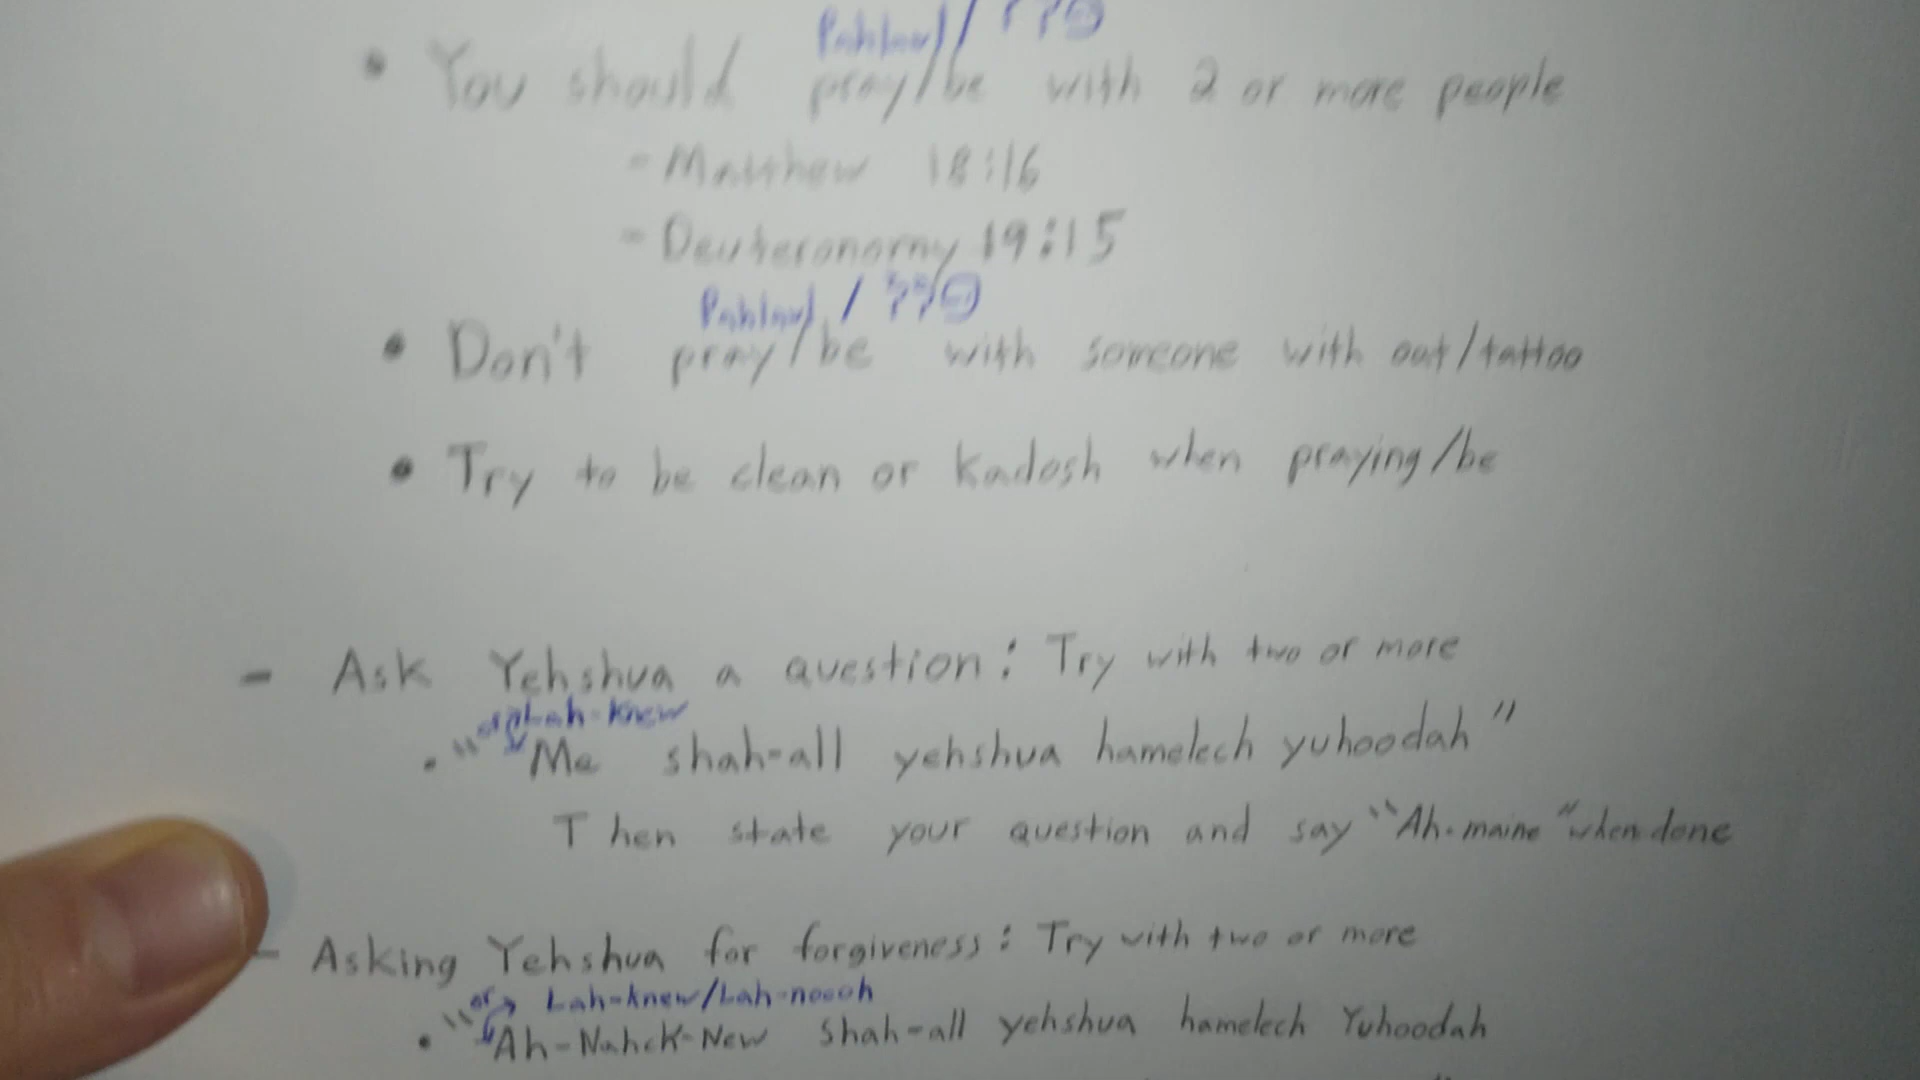 Pahlawl / ???
• You should pray/be with 2 or more people
- Matthew 18:16
- Deuteronomy 19:15
Pahlawl / ??
• Don't pray/be with someone with oat/tattoo
• Try to be clean or Kadosh when praying/be
- Ask Yehshua a question: Try with two or more
or Lah-knew
• "Me shah-all yehshua hamelech yuhoodah"
Then state your question and say "Ah-maine" when done
- Asking Yehshua for forgiveness: Try with two or more
or Lah-knew/Lah-noooh
• "Ah-Nahck-New Shah-all yehshua hamelech Yuhoodah